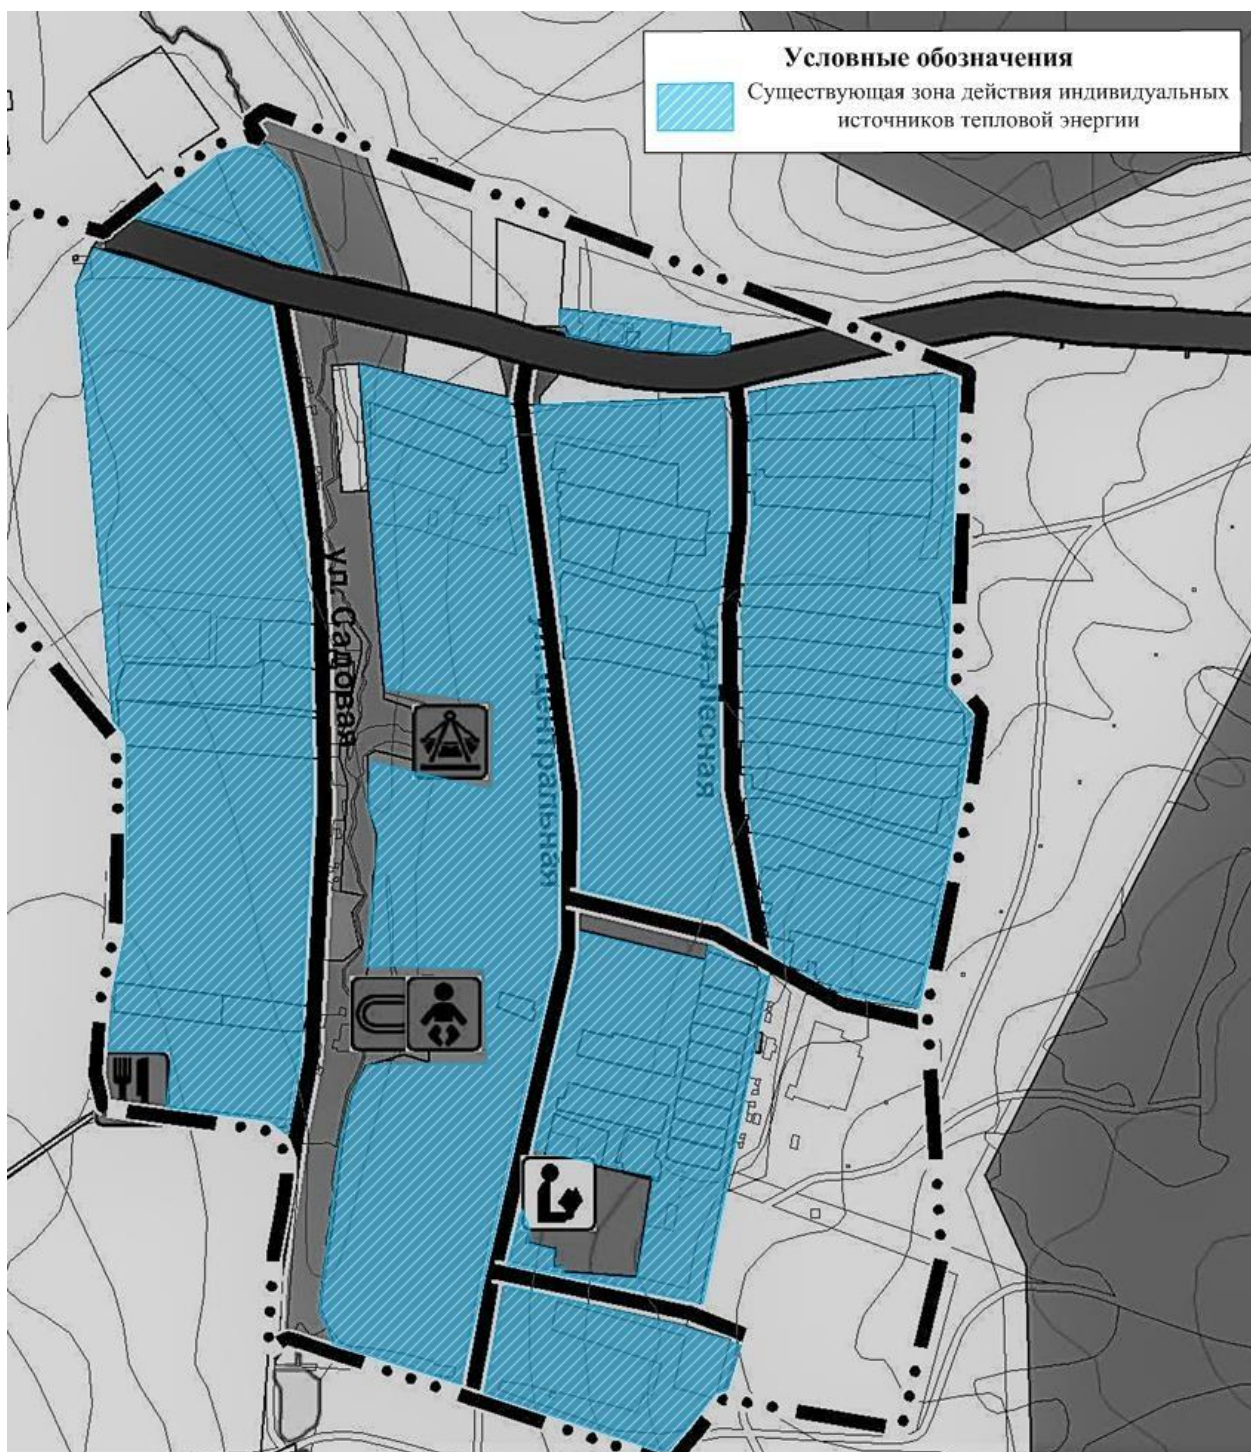 Условные обозначения
Существующая зона действия индивидуальных
источников тепловой энергии
ул. Садовая
ул. Центральная
ул. Лесная